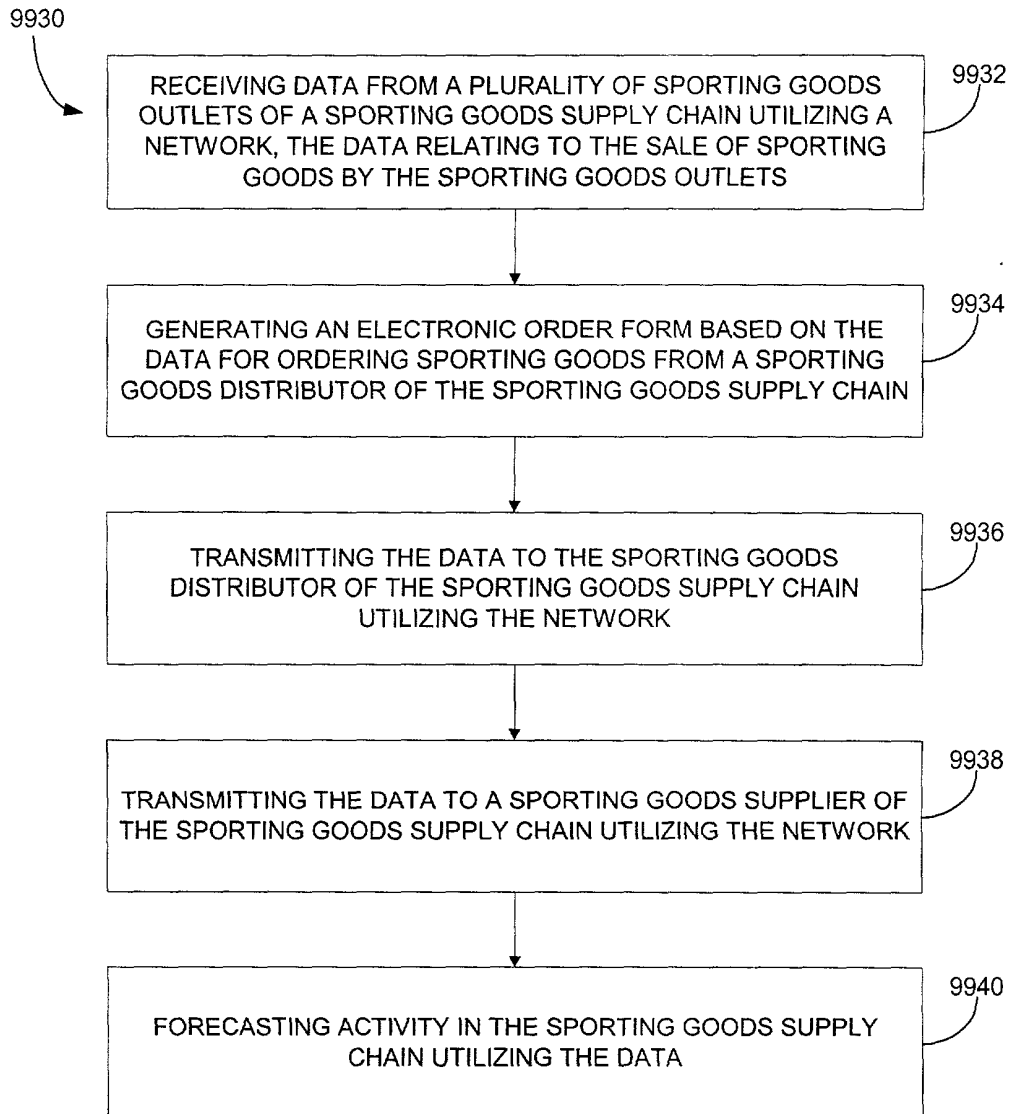 9930
RECEIVING DATA FROM A PLURALITY OF SPORTING GOODS
OUTLETS OF A SPORTING GOODS SUPPLY CHAIN UTILIZING A
NETWORK, THE DATA RELATING TO THE SALE OF SPORTING
GOODS BY THE SPORTING GOODS OUTLETS
9932
GENERATING AN ELECTRONIC ORDER FORM BASED ON THE
DATA FOR ORDERING SPORTING GOODS FROM A SPORTING
GOODS DISTRIBUTOR OF THE SPORTING GOODS SUPPLY CHAIN
9934
TRANSMITTING THE DATA TO THE SPORTING GOODS
DISTRIBUTOR OF THE SPORTING GOODS SUPPLY CHAIN
UTILIZING THE NETWORK
9936
TRANSMITTING THE DATA TO A SPORTING GOODS SUPPLIER OF
THE SPORTING GOODS SUPPLY CHAIN UTILIZING THE NETWORK
9938
FORECASTING ACTIVITY IN THE SPORTING GOODS SUPPLY
CHAIN UTILIZING THE DATA
9940